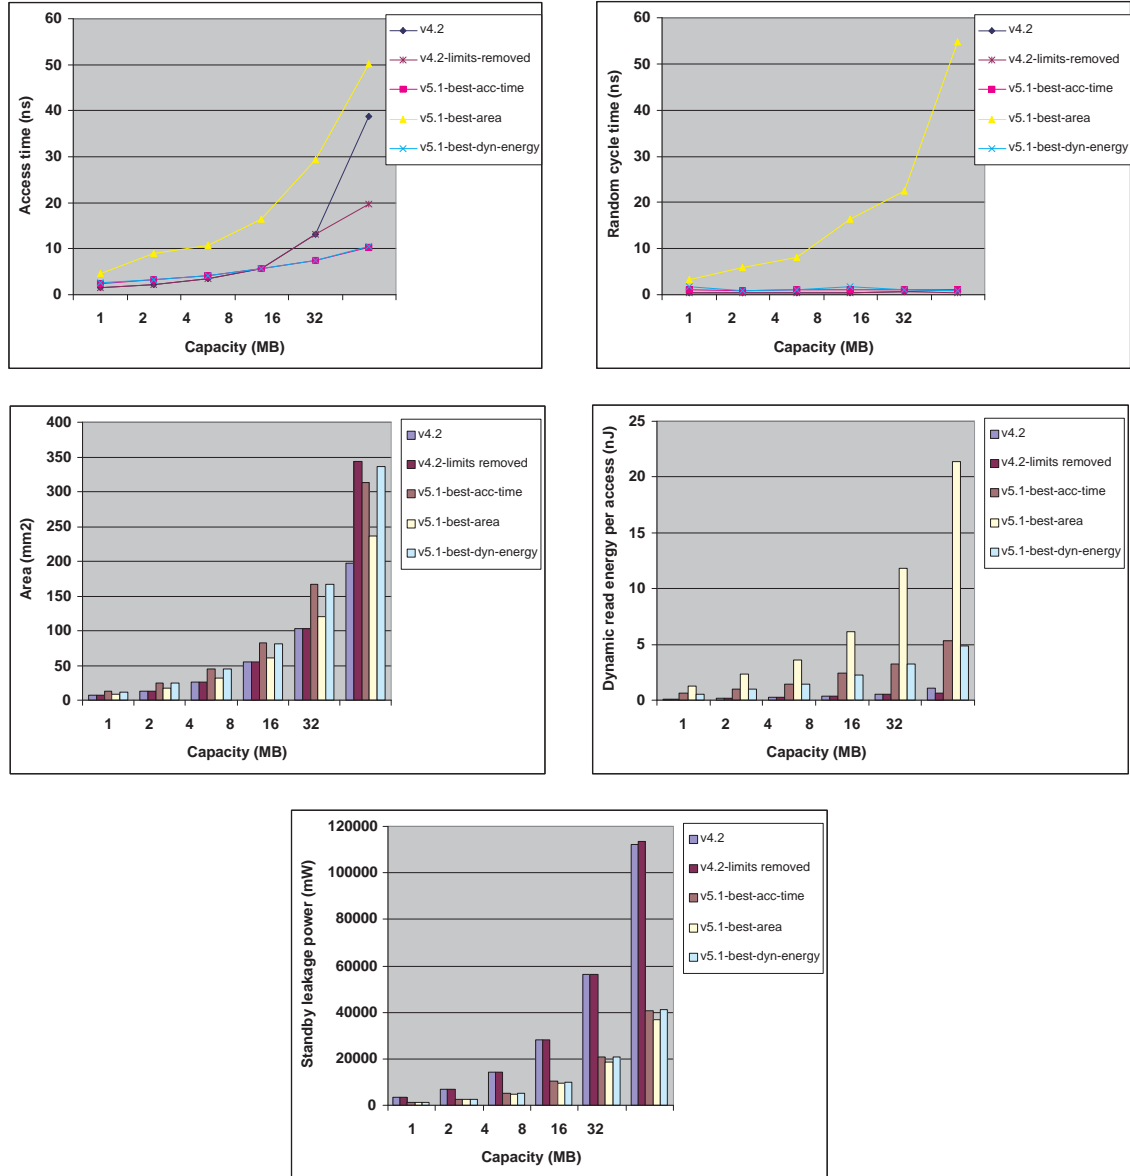 60
50
40
30
20
10
0
Access time (ns)
1 2 4 8 16 32
Capacity (MB)
v4.2
v4.2-limits-removed
v5.1-best-acc-time
v5.1-best-area
v5.1-best-dyn-energy
60
50
40
30
20
10
0
Random cycle time (ns)
1 2 4 8 16 32
Capacity (MB)
v4.2
v4.2-limits-removed
v5.1-best-acc-time
v5.1-best-area
v5.1-best-dyn-energy
400
350
300
250
200
150
100
50
0
Area (mm2)
1 2 4 8 16 32
Capacity (MB)
v4.2
v4.2-limits removed
v5.1-best-acc-time
v5.1-best-area
v5.1-best-dyn-energy
25
20
15
10
5
0
Dynamic read energy per access (nJ)
1 2 4 8 16 32
Capacity (MB)
v4.2
v4.2-limits removed
v5.1-best-acc-time
v5.1-best-area
v5.1-best-dyn-energy
120000
100000
80000
60000
40000
20000
0
Standby leakage power (mW)
1 2 4 8 16 32
Capacity (MB)
v4.2
v4.2-limits removed
v5.1-best-acc-time
v5.1-best-area
v5.1-best-dyn-energy